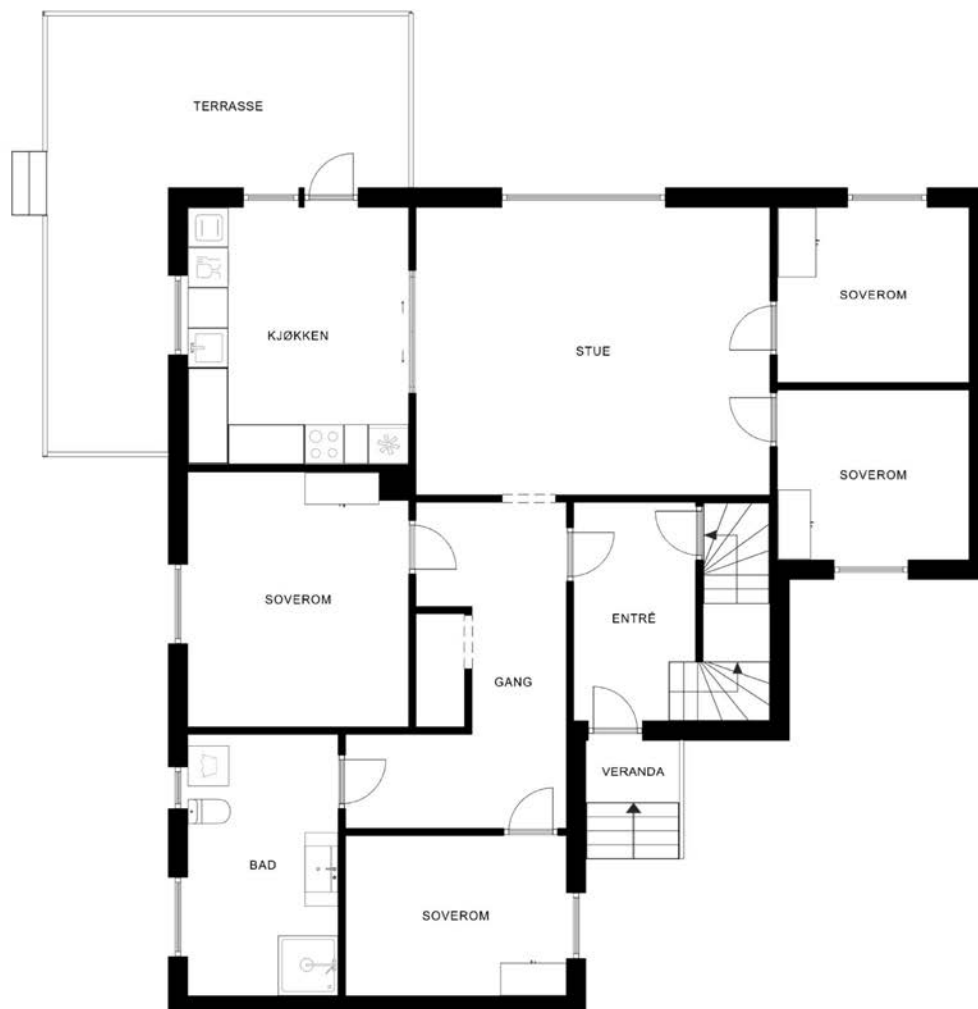 TERRASSE
SOVEROM
KJØKKEN
STUE
SOVEROM
SOVEROM
ENTRÉ
GANG
VERANDA
BAD
SOVEROM